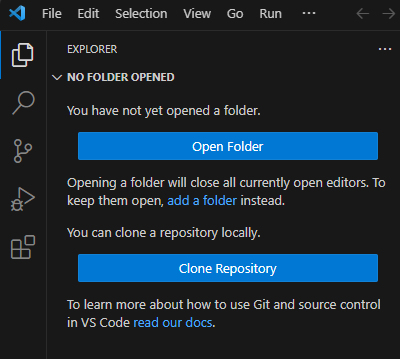 File Edit Selection View Go Run ···
EXPLORER ···
NO FOLDER OPENED
You have not yet opened a folder.
Open Folder
Opening a folder will close all currently open editors. To
keep them open, add a folder instead.
You can clone a repository locally.
Clone Repository
To learn more about how to use Git and source control
in VS Code read our docs.